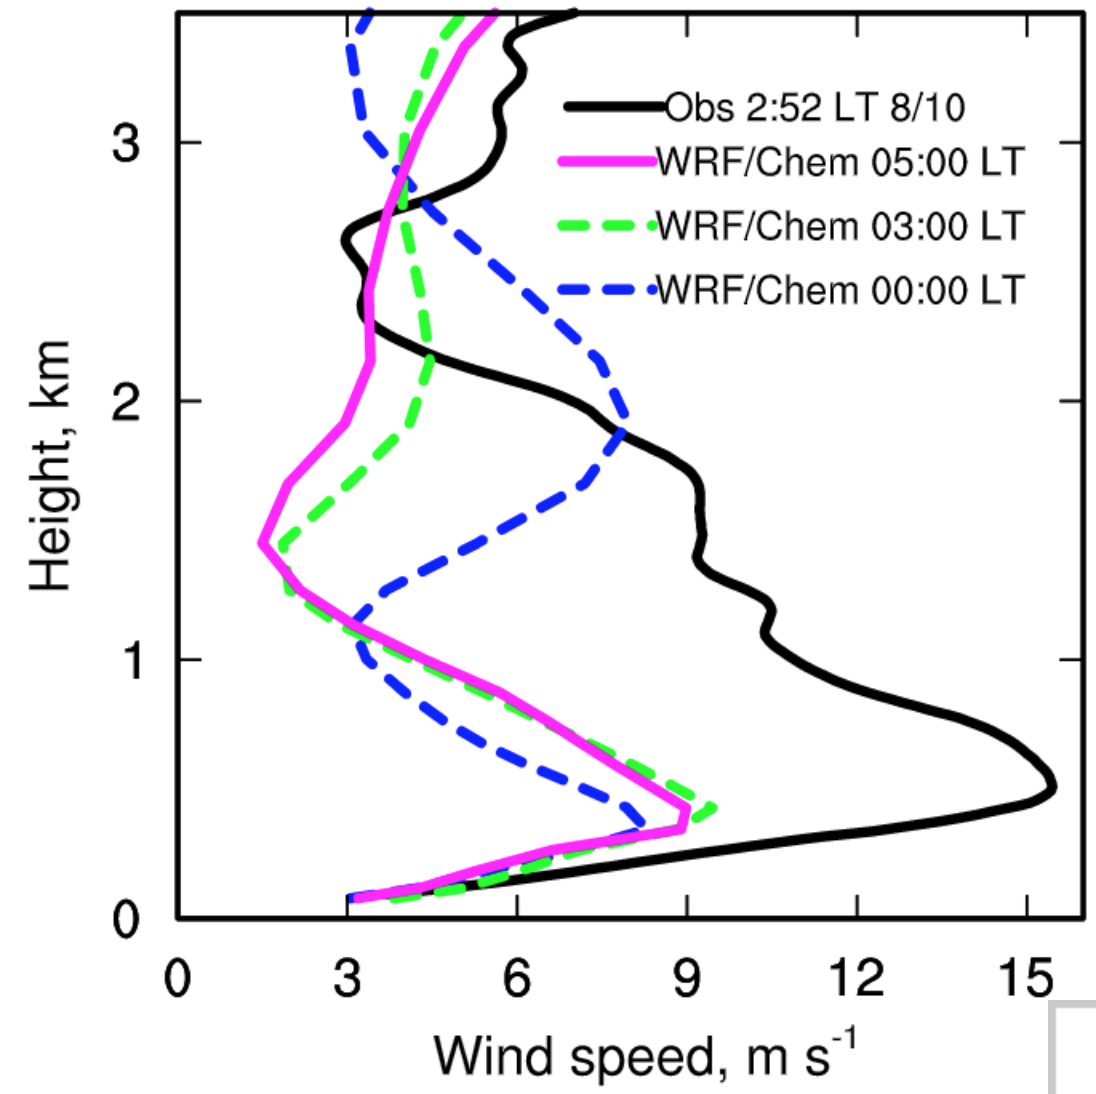 Obs 2:52 LT 8/10
WRF/Chem 05:00 LT
WRF/Chem 03:00 LT
WRF/Chem 00:00 LT
3
2
1
0
Height, km
0 3 6 9 12 15
Wind speed, m s⁻¹